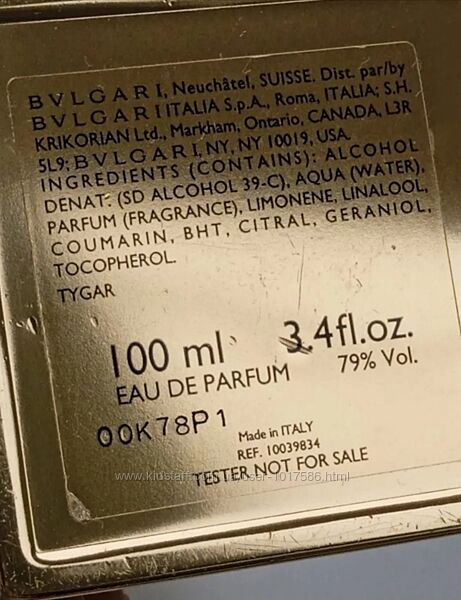 BVLGARI, Neuchâtel, SUISSE. Dist. par/by
BVLGARI ITALIA S.p.A., Roma, ITALIA; S.H.
KRIKORIAN Ltd., Markham, Ontario, CANADA, L3R
5L9; BVLGARI, NY, NY 10019, USA.
INGREDIENTS (CONTAINS): ALCOHOL
DENAT. (SD ALCOHOL 39-C), AQUA (WATER),
PARFUM (FRAGRANCE), LIMONENE, LINALOOL,
COUMARIN, BHT, CITRAL, GERANIOL,
TOCOPHEROL.
TYGAR
100 ml 3.4fl.oz.
EAU DE PARFUM 79% Vol.
00K78P1
Made in ITALY
REF. 10039834
TESTER NOT FOR SALE